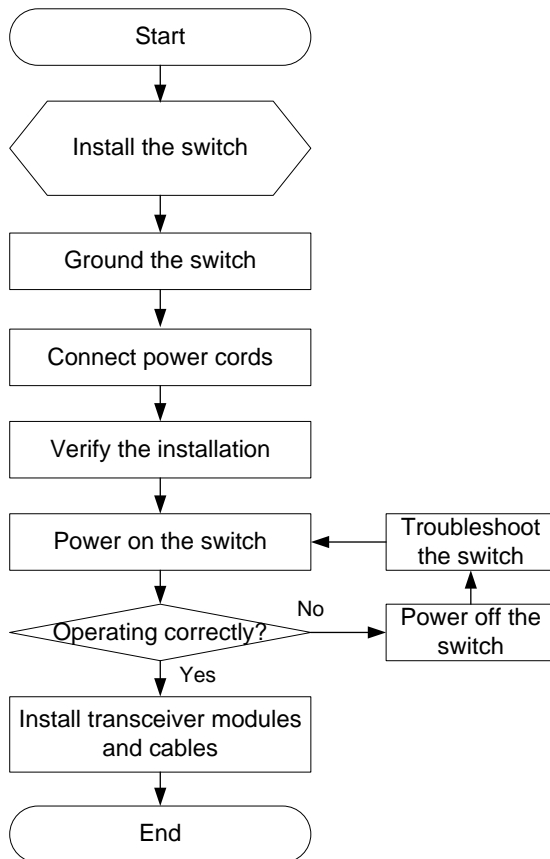 Start
Install the switch
Ground the switch
Connect power cords
Verify the installation
Power on the switch
Troubleshoot
the switch
Operating correctly?
No
Power off the
switch
Yes
Install transceiver modules
and cables
End